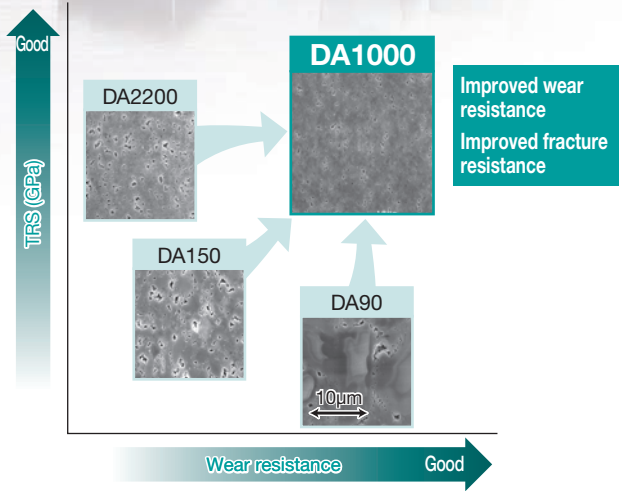 Good
TRS (GPa)
DA2200
DA1000
Improved wear
resistance
Improved fracture
resistance
DA150
DA90
10μm
Wear resistance
Good